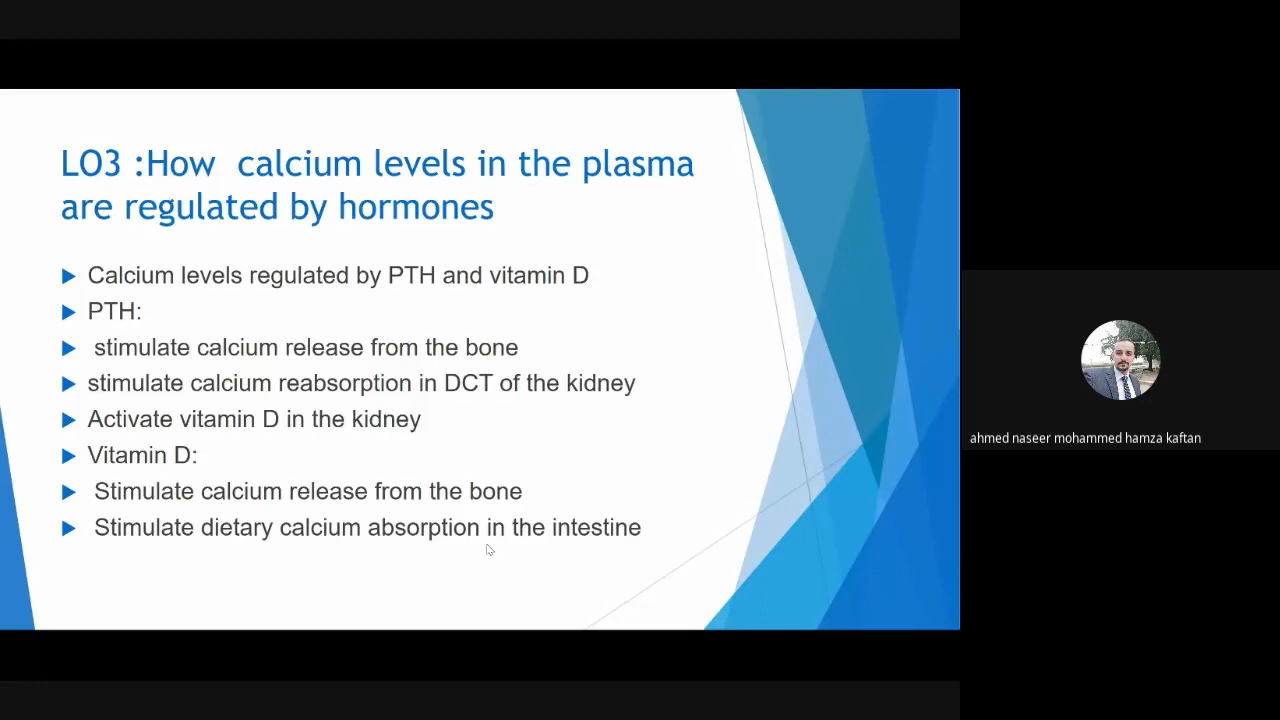 LO3 :How  calcium levels in the plasma
are regulated by hormones
Calcium levels regulated by PTH and vitamin D
PTH:
stimulate calcium release from the bone
stimulate calcium reabsorption in DCT of the kidney
Activate vitamin D in the kidney
Vitamin D:
Stimulate calcium release from the bone
Stimulate dietary calcium absorption in the intestine
ahmed naseer mohammed hamza kaftan